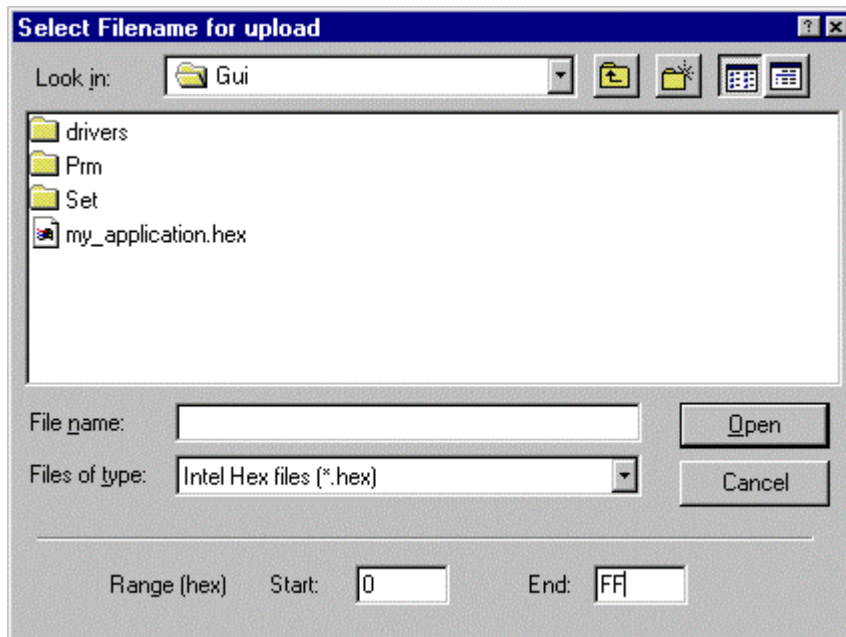 Select Filename for upload
Look in: Gui
drivers
Prm
Set
my_application.hex
File name: Open
Files of type: Intel Hex files (*.hex) Cancel
Range (hex) Start: 0 End: FF